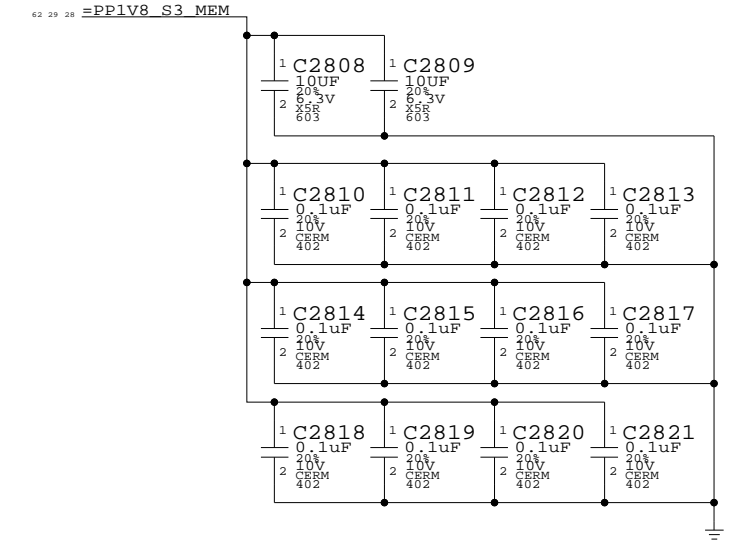 62 29 28 =PP1V8_S3_MEM
1 C2808 1 C2809
10UF 10UF
20% 20%
6.3V 6.3V
2 X5R 2 X5R
603 603
1 C2810 1 C2811 1 C2812 1 C2813
0.1uF 0.1uF 0.1uF 0.1uF
20% 20% 20% 20%
10V 10V 10V 10V
2 CERM 2 CERM 2 CERM 2 CERM
402 402 402 402
1 C2814 1 C2815 1 C2816 1 C2817
0.1uF 0.1uF 0.1uF 0.1uF
20% 20% 20% 20%
10V 10V 10V 10V
2 CERM 2 CERM 2 CERM 2 CERM
402 402 402 402
1 C2818 1 C2819 1 C2820 1 C2821
0.1uF 0.1uF 0.1uF 0.1uF
20% 20% 20% 20%
10V 10V 10V 10V
2 CERM 2 CERM 2 CERM 2 CERM
402 402 402 402